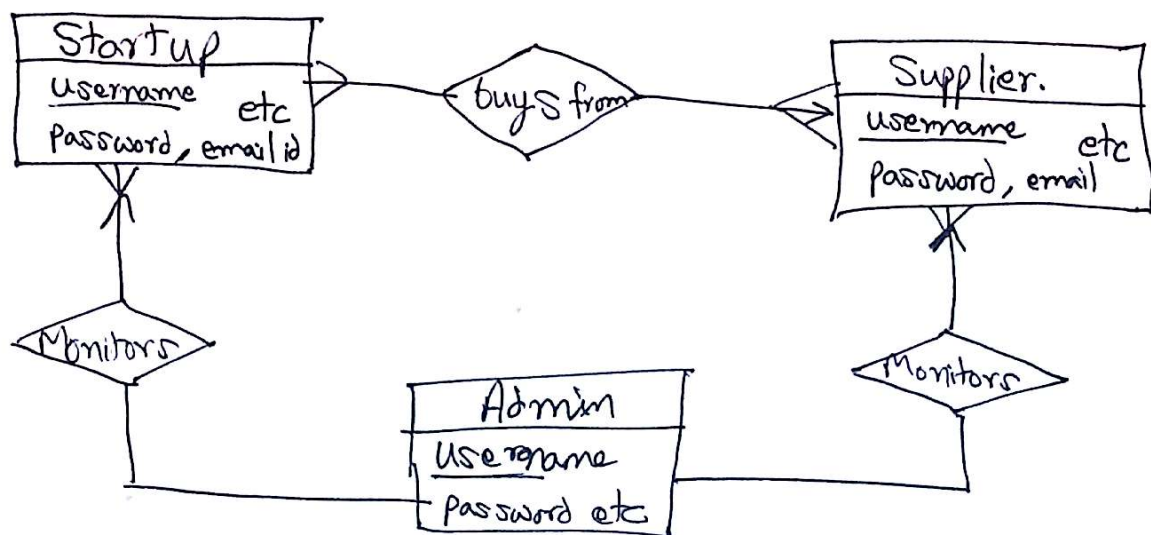 Startup
username
etc
password, email id
buys from
Supplier.
username
etc
password, email
Monitors
Monitors
Admin
username
password etc